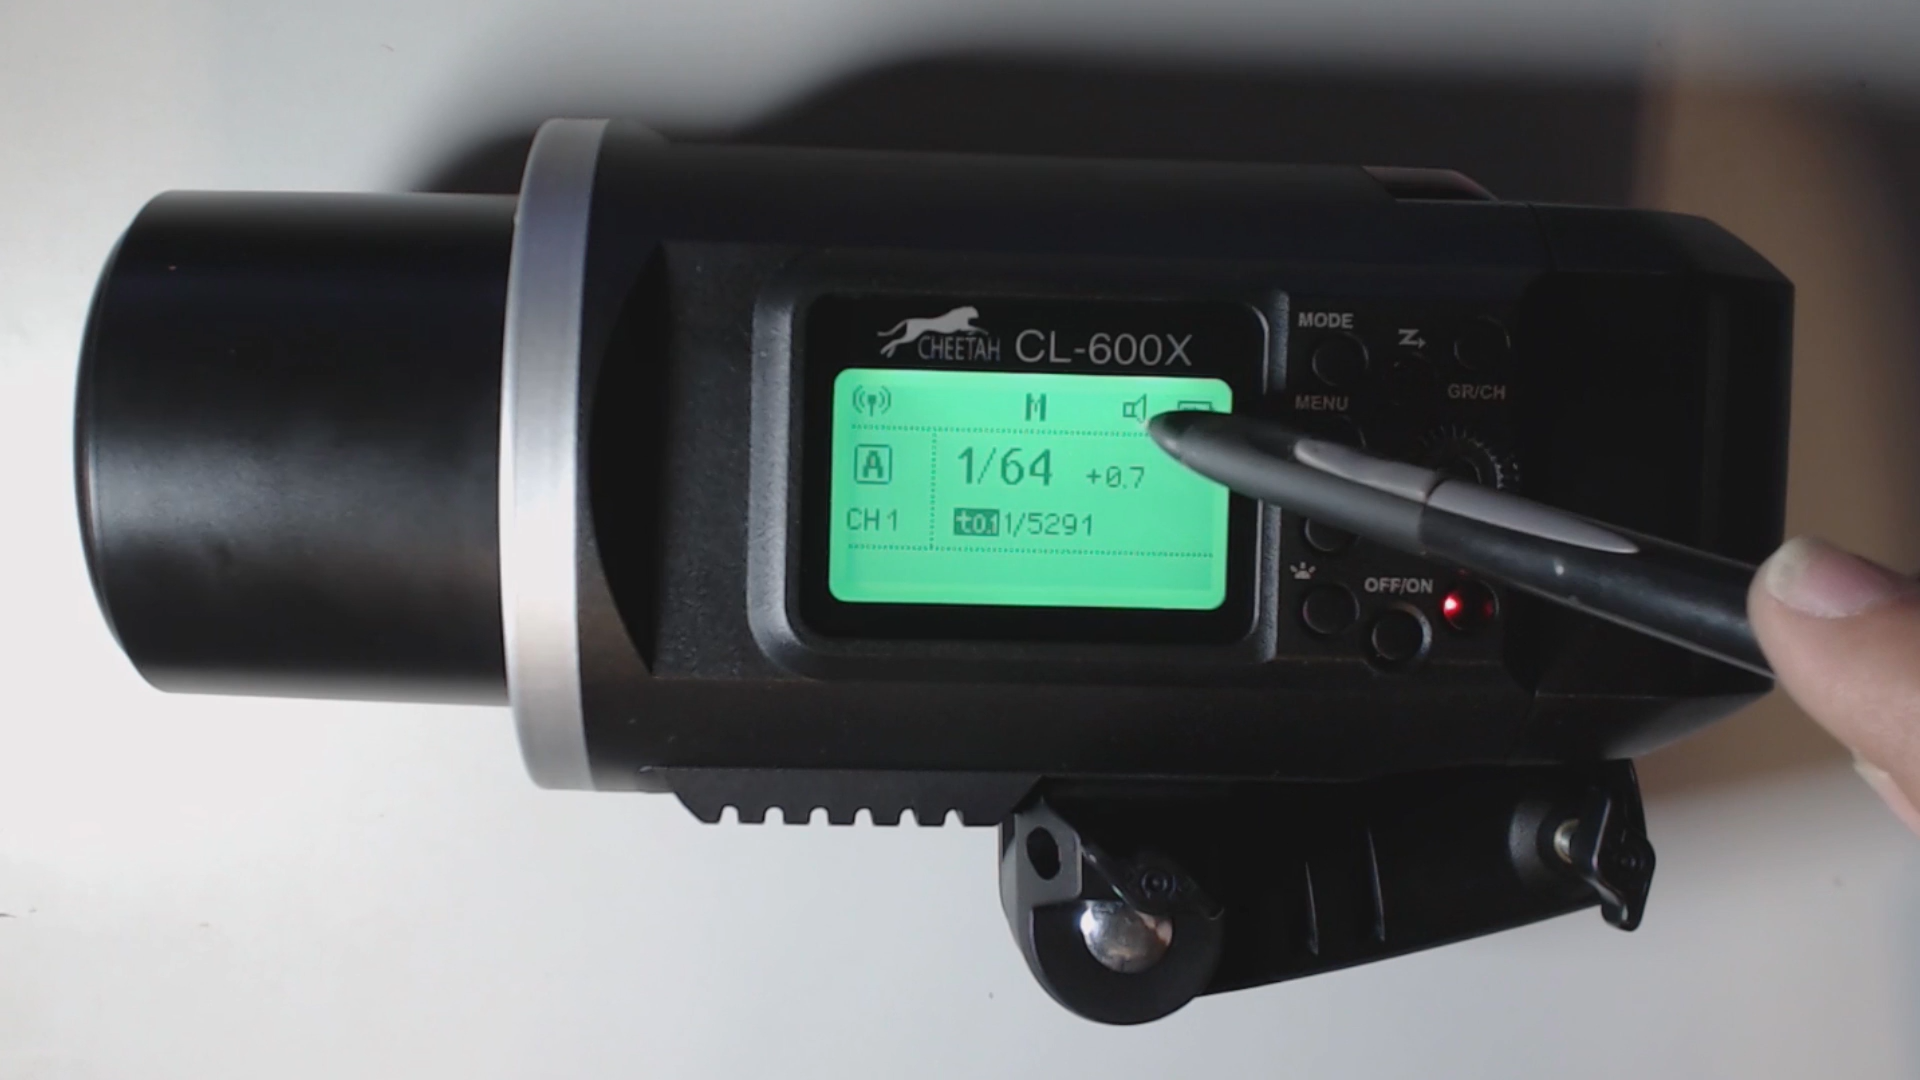 CHEETAH CL-600X
M
A
1/64 +0.7
CH1
t0.1 1/5291
MODE
Z
GR/CH
MENU
OFF/ON